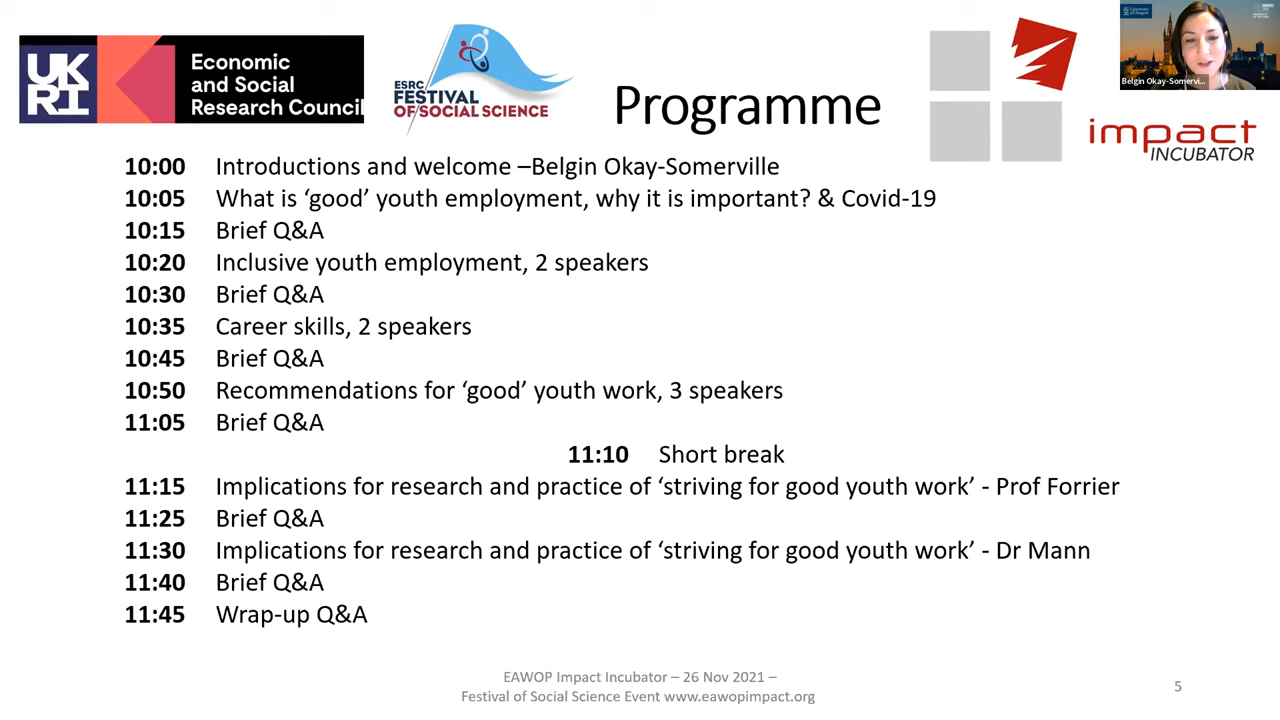 UK
RI
Economic
and Social
Research Council
ESRC
FESTIVAL
OF SOCIAL SCIENCE
Programme
impact
INCUBATOR
Belgin Okay-Somervi...
10:00 Introductions and welcome –Belgin Okay-Somerville
10:05 What is ‘good’ youth employment, why it is important? & Covid-19
10:15 Brief Q&A
10:20 Inclusive youth employment, 2 speakers
10:30 Brief Q&A
10:35 Career skills, 2 speakers
10:45 Brief Q&A
10:50 Recommendations for ‘good’ youth work, 3 speakers
11:05 Brief Q&A
11:10 Short break
11:15 Implications for research and practice of ‘striving for good youth work’ - Prof Forrier
11:25 Brief Q&A
11:30 Implications for research and practice of ‘striving for good youth work’ - Dr Mann
11:40 Brief Q&A
11:45 Wrap-up Q&A
EAWOP Impact Incubator – 26 Nov 2021 –
Festival of Social Science Event www.eawopimpact.org
5